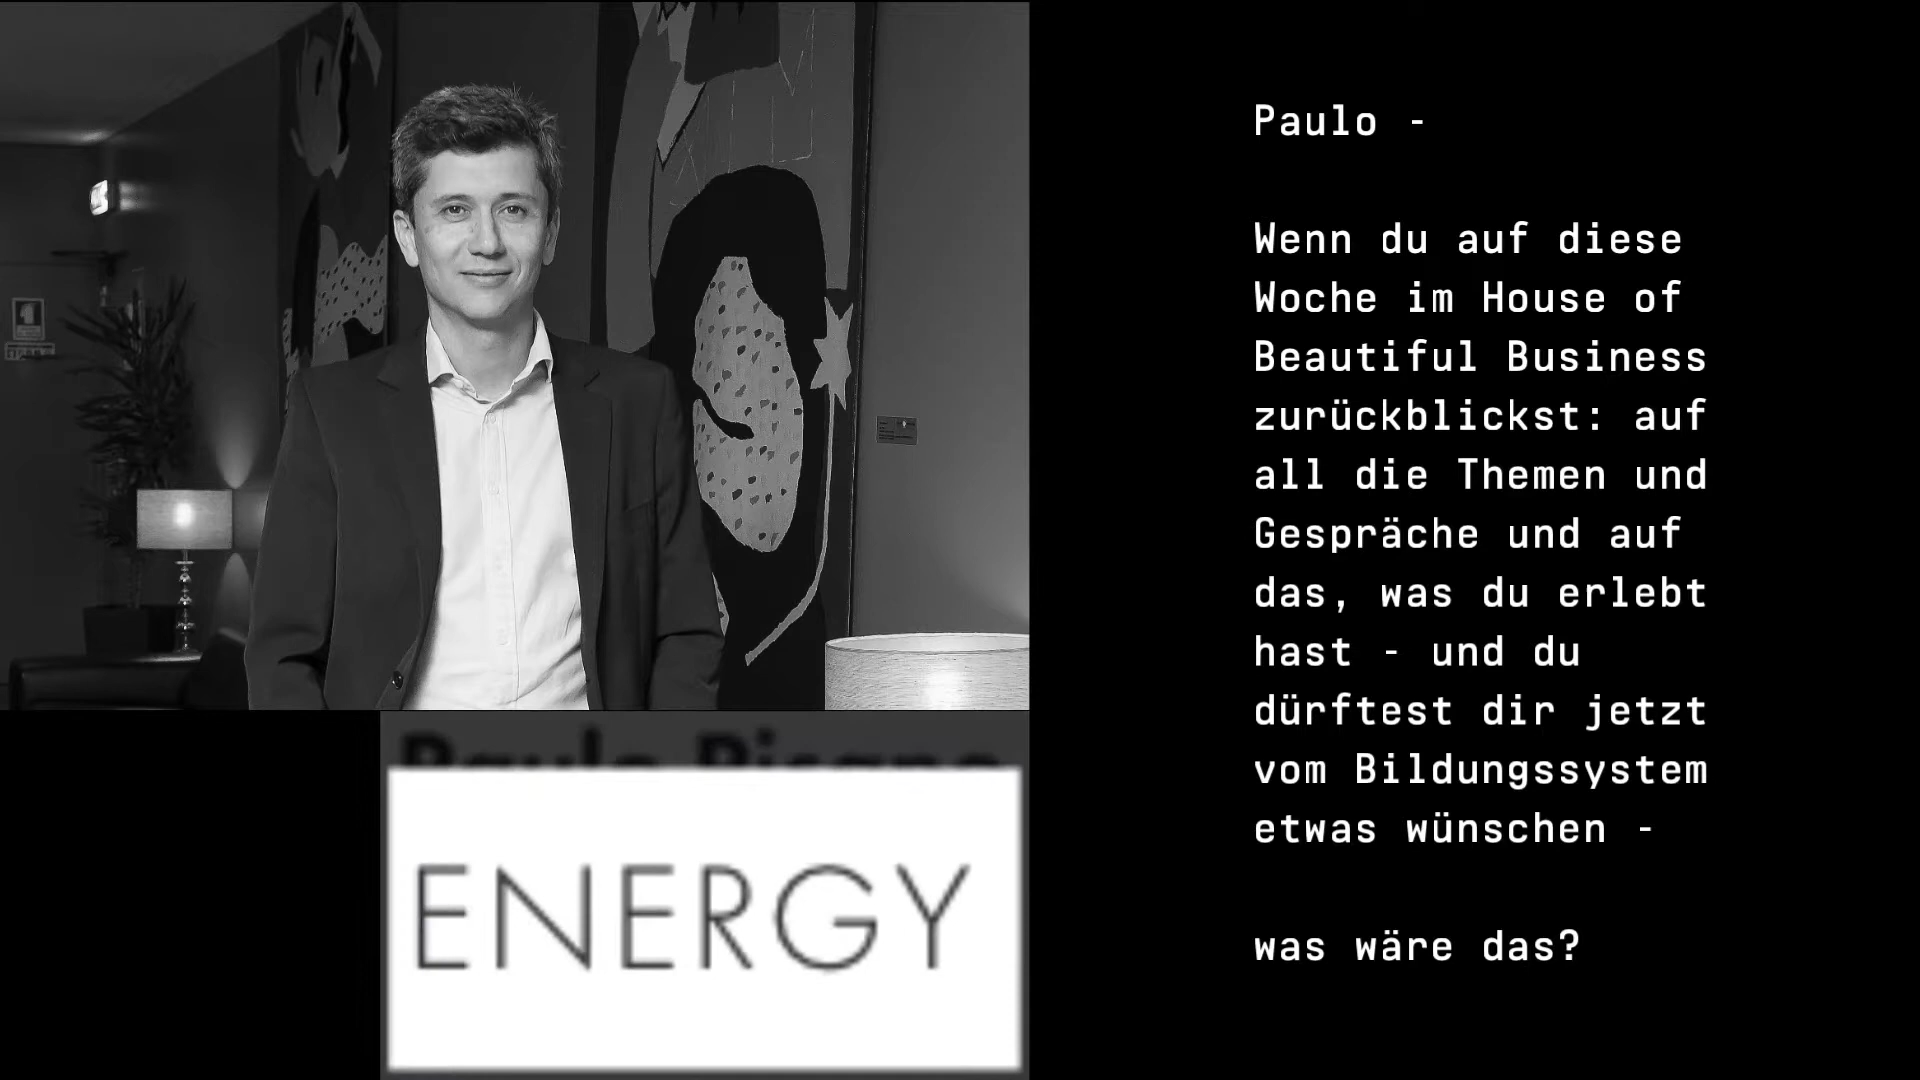 Paulo -
Wenn du auf diese
Woche im House of
Beautiful Business
zurückblickst: auf
all die Themen und
Gespräche und auf
das, was du erlebt
hast - und du
dürftest dir jetzt
vom Bildungssystem
etwas wünschen -
was wäre das?
ENERGY